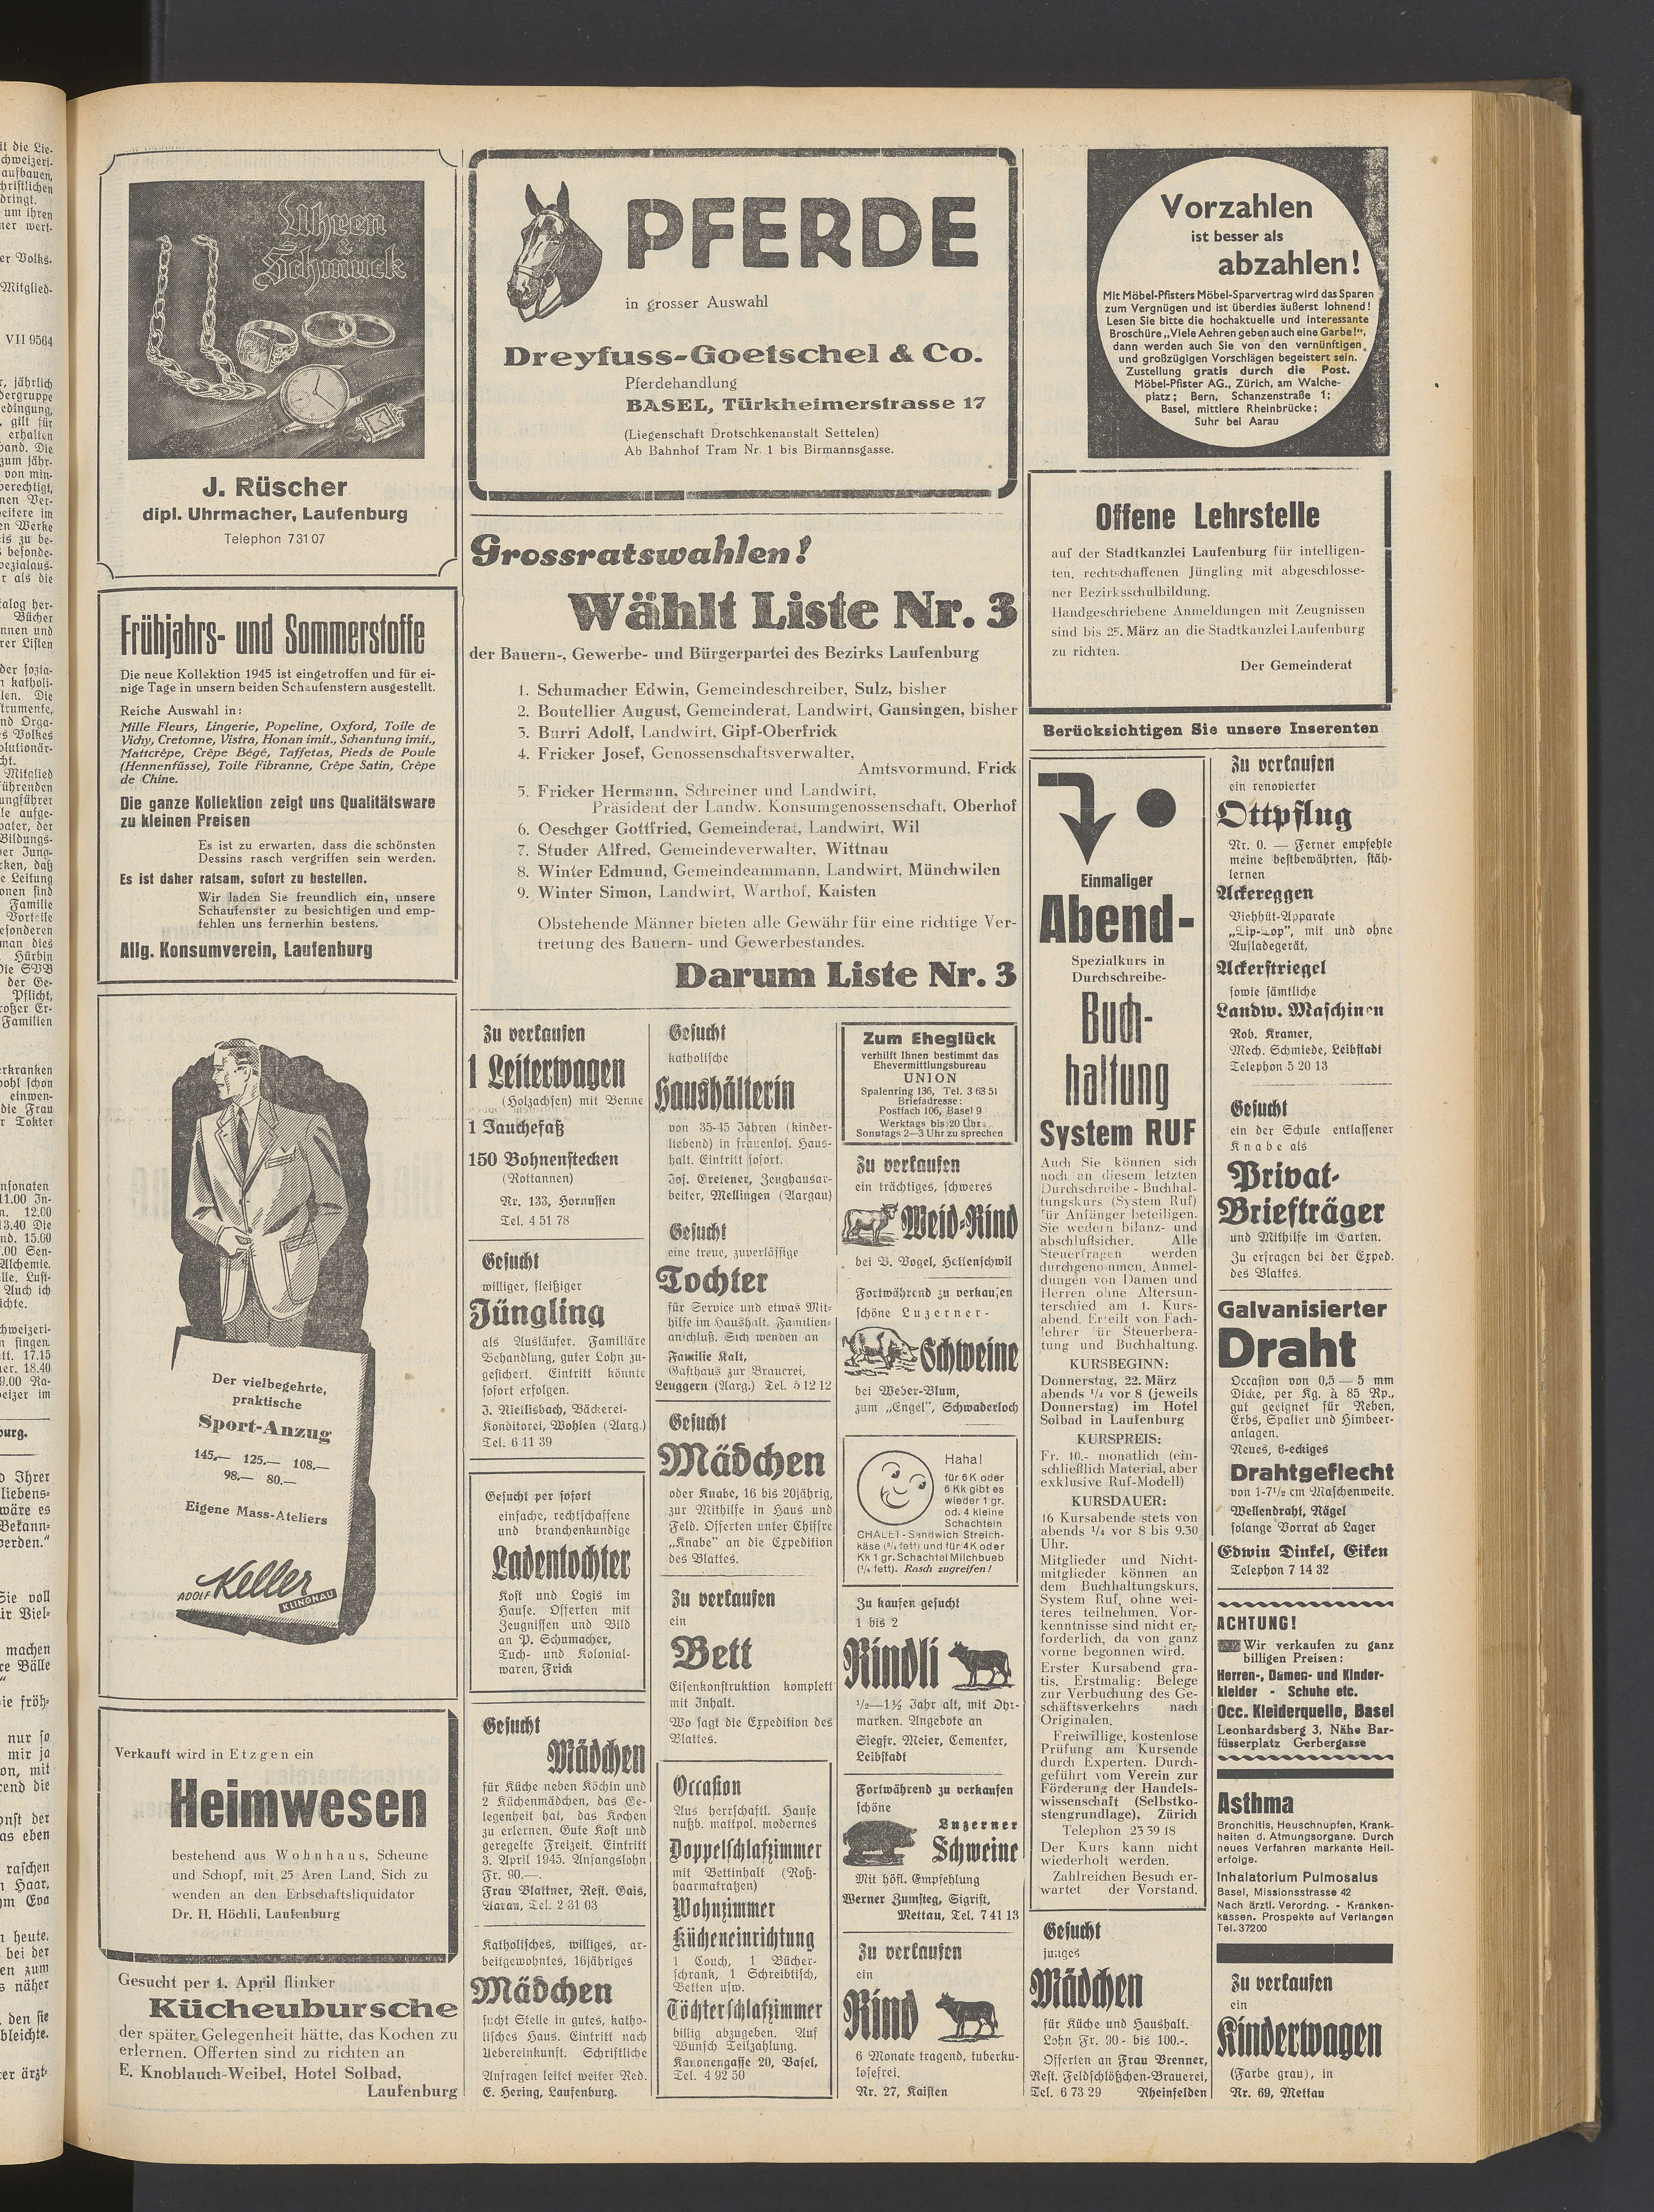 Uhren
&
Schmuck
J. Rüscher
dipl. Uhrmacher, Laufenburg
Telephon 7 31 07
Frühjahrs- und Sommerstoffe
Die neue Kollektion 1945 ist eingetroffen und für ei-
nige Tage in unsern beiden Schaufenstern ausgestellt.
Reiche Auswahl in:
Mille Fleurs, Lingerie, Popeline, Oxford, Toile de
Vichy, Cretonne, Vistra, Honan imit., Schantung imit.,
Mattcrêpe, Crêpe Bégé, Taffetas, Pieds de Poule
(Hennenfüsse), Toile Fibranne, Crêpe Satin, Crêpe
de Chine.
Die ganze Kollektion zeigt uns Qualitätsware
zu kleinen Preisen
Es ist zu erwarten, dass die schönsten
Dessins rasch vergriffen sein werden.
Es ist daher ratsam, sofort zu bestellen.
Wir laden Sie freundlich ein, unsere
Schaufenster zu besichtigen und emp-
fehlen uns fernerhin bestens.
Allg. Konsumverein, Laufenburg
Der vielbegehrte,
praktische
Sport-Anzug
145.— 125.— 108.—
98.— 80.—
Eigene Mass-Ateliers
ADOLF Keller
KLINGNAU
Verkauft wird in Etzgen ein
Heimwesen
bestehend aus Wohnhaus, Scheune
und Schopf, mit 25 Aren Land. Sich zu
wenden an den Erbschaftsliquidator
Dr. H. Höchli, Laufenburg
Gesucht per 1. April flinker
Kücheubursche
der später Gelegenheit hätte, das Kochen zu
erlernen. Offerten sind zu richten an
E. Knoblauch-Weibel, Hotel Solbad,
Laufenburg
PFERDE
in grosser Auswahl
Dreyfuss-Goetschel & Co.
Pferdehandlung
BASEL, Türkheimerstrasse 17
(Liegenschaft Drotschkenanstalt Settelen)
Ab Bahnhof Tram Nr. 1 bis Birmannsgasse.
Grossratswahlen!
Wählt Liste Nr. 3
der Bauern-, Gewerbe- und Bürgerpartei des Bezirks Laufenburg
1. Schumacher Edwin, Gemeindeschreiber, Sulz, bisher
2. Boutellier August, Gemeinderat, Landwirt, Gansingen, bisher
3. Burri Adolf, Landwirt, Gipf-Oberfrick
4. Fricker Josef, Genossenschaftsverwalter,
Amtsvormund, Frick
5. Fricker Hermann, Schreiner und Landwirt,
Präsident der Landw. Konsumgenossenschaft, Oberhof
6. Oeschger Gottfried, Gemeinderat, Landwirt, Wil
7. Studer Alfred, Gemeindeverwalter, Wittnau
8. Winter Edmund, Gemeindeammann, Landwirt, Münchwilen
9. Winter Simon, Landwirt, Warthof, Kaisten
Obstehende Männer bieten alle Gewähr für eine richtige Ver-
tretung des Bauern- und Gewerbestandes.
Darum Liste Nr. 3
Zu verkaufen
1 Leiterwagen
(Holzachsen) mit Benne
1 Jauchefaß
150 Bohnenstecken
(Rottannen)
Nr. 133, Hornussen
Tel. 4 51 78
Gesucht
williger, fleißiger
Jüngling
als Ausläufer. Familiäre
Behandlung, guter Lohn zu-
gesichert. Eintritt könnte
sofort erfolgen.
J. Nietlisbach, Bäckerei-
Konditorei, Wohlen (Aarg.)
Tel. 6 11 39
Gesucht per sofort
einfache, rechtschaffene
und branchenkundige
Ladentochter
Kost und Logis im
Hause. Offerten mit
Zeugnissen und Bild
an P. Schumacher,
Tuch- und Kolonial-
waren, Frick
Gesucht
Mädchen
für Küche neben Köchin und
2 Küchenmädchen, das Ge-
legenheit hat, das Kochen
zu erlernen. Gute Kost und
geregelte Freizeit. Eintritt
3. April 1945. Anfangslohn
Fr. 90.—.
Frau Blattner, Rest. Gais,
Aarau, Tel. 2 31 03
Katholisches, williges, ar-
beitgewohntes, 16jähriges
Mädchen
sucht Stelle in gutes, katho-
lisches Haus. Eintritt nach
Uebereinkunft. Schriftliche
Anfragen leitet weiter Red.
E. Hering, Laufenburg.
Gesucht
katholische
Haushälterin
von 35-45 Jahren (kinder-
liebend) in frauenlos. Haus-
halt. Eintritt sofort.
Jos. Gretener, Zeughausar-
beiter, Mellingen (Aargau)
Gesucht
eine treue, zuverlässige
Tochter
für Service und etwas Mit-
hilfe im Haushalt. Familien-
anschluß. Sich wenden an
Familie Kalt,
Gasthaus zur Brauerei,
Leuggern (Aarg.) Tel. 5 12 12
Gesucht
Mädchen
oder Knabe, 16 bis 20jährig,
zur Mithilfe in Haus und
Feld. Offerten unter Chiffre
„Knabe“ an die Expedition
des Blattes.
Zu verkaufen
ein
Bett
Eisenkonstruktion komplett
mit Inhalt.
Wo sagt die Expedition des
Blattes.
Occasion
Aus herrschaftl. Hause
nußb. mattpol. modernes
Doppelschlafzimmer
mit Bettinhalt (Roß-
haarmatratzen)
Wohnzimmer
Kücheneinrichtung
1 Couch, 1 Bücher-
schrank, 1 Schreibtisch,
Betten usw.
Töchterschlafzimmer
billig abzugeben. Auf
Wunsch Teilzahlung.
Kanonengasse 20, Basel,
Tel. 4 92 50
Zum Eheglück
verhilft Ihnen bestimmt das
Ehevermittlungsbureau
UNION
Spalenring 136, Tel. 3 63 51
Briefadresse:
Postfach 106, Basel 9
Werktags bis 20 Uhr.
Sonntags 2—3 Uhr zu sprechen
Zu verkaufen
ein trächtiges, schweres
Weid-Rind
bei B. Vogel, Hettenschwil
Fortwährend zu verkaufen
schöne Luzerner-
Schweine
bei Weber-Blum,
zum „Engel“, Schwaderloch
Haha!
für 6 K oder
6 Kk gibt es
wieder 1 gr.
od. 4 kleine
Schachteln
CHALET-Sandwich Streich-
käse (³/₄ fett) und für 4 K oder
Kk 1 gr. Schachtel Milchbueb
(¹/₄ fett). Rasch zugreifen!
Zu kaufen gesucht
1 bis 2
Rindli
½—1½ Jahr alt, mit Ohr-
marken. Angebote an
Siegfr. Meier, Cementer,
Leibstadt
Fortwährend zu verkaufen
schöne
Luzerner
Schweine
Mit höfl. Empfehlung
Werner Zumsteg, Sigrist,
Mettau, Tel. 7 41 13
Zu verkaufen
ein
Rind
6 Monate tragend, tuberku-
losefrei.
Nr. 27, Kaisten
Vorzahlen
ist besser als
abzahlen!
Mit Möbel-Pfisters Möbel-Sparvertrag wird das Sparen
zum Vergnügen und ist überdies äußerst lohnend!
Lesen Sie bitte die hochaktuelle und interessante
Broschüre „Viele Aehren geben auch eine Garbe!“,
dann werden auch Sie von den vernünftigen
und großzügigen Vorschlägen begeistert sein.
Zustellung gratis durch die Post.
Möbel-Pfister AG., Zürich, am Walche-
platz; Bern, Schanzenstraße 1;
Basel, mittlere Rheinbrücke;
Suhr bei Aarau
Offene Lehrstelle
auf der Stadtkanzlei Laufenburg für intelligen-
ten, rechtschaffenen Jüngling mit abgeschlosse-
ner Bezirksschulbildung.
Handgeschriebene Anmeldungen mit Zeugnissen
sind bis 25. März an die Stadtkanzlei Laufenburg
zu richten.
Der Gemeinderat
Berücksichtigen Sie unsere Inserenten
Einmaliger
Abend-
Spezialkurs in
Durchschreibe-
Buch-
haltung
System RUF
Auch Sie können sich
noch an diesem letzten
Durchschreibe-Buchhal-
tungskurs (System Ruf)
für Anfänger beteiligen.
Sie wedern bilanz- und
abschlußsicher. Alle
Steuerfragen werden
durchgenommen. Anmel-
dungen von Damen und
Herren ohne Altersun-
terschied am 1. Kurs-
abend. Erteilt von Fach-
lehrer für Steuerbera-
tung und Buchhaltung.
KURSBEGINN:
Donnerstag, 22. März
abends ¼ vor 8 (jeweils
Donnerstag) im Hotel
Solbad in Laufenburg
KURSPREIS:
Fr. 10.- monatlich (ein-
schließlich Material, aber
exklusive Ruf-Modell)
KURSDAUER:
16 Kursabende stets von
abends ¼ vor 8 bis 9.30
Uhr.
Mitglieder und Nicht-
mitglieder können an
dem Buchhaltungskurs,
System Ruf, ohne wei-
teres teilnehmen. Vor-
kenntnisse sind nicht er-
forderlich, da von ganz
vorne begonnen wird.
Erster Kursabend gra-
tis. Erstmalig: Belege
zur Verbuchung des Ge-
schäftsverkehrs nach
Originalen.
Freiwillige, kostenlose
Prüfung am Kursende
durch Experten. Durch-
geführt vom Verein zur
Förderung der Handels-
wissenschaft (Selbstko-
stengrundlage), Zürich
Telephon 23 39 18
Der Kurs kann nicht
wiederholt werden.
Zahlreichen Besuch er-
wartet der Vorstand.
Gesucht
junges
Mädchen
für Küche und Haushalt.
Lohn Fr. 90 - bis 100.-.
Offerten an Frau Brenner,
Rest. Feldschlößchen-Brauerei,
Tel. 6 73 29 Rheinfelden
Zu verkaufen
ein renovierter
Ottpflug
Nr. 0. — Ferner empfehle
meine bestbewährten, stäh-
lernen
Ackereggen
Viehhüt-Apparate
„Lip-Lop“, mit und ohne
Aufladegerät,
Ackerstriegel
sowie sämtliche
Landw. Maschinen
Rob. Kramer,
Mech. Schmiede, Leibstadt
Telephon 5 20 13
Gesucht
ein der Schule entlassener
Knabe als
Privat-
Briefträger
und Mithilfe im Garten.
Zu erfragen bei der Exped.
des Blattes.
Galvanisierter
Draht
Occasion von 0,5 — 5 mm
Dicke, per Kg. à 85 Rp.,
gut geeignet für Reben,
Erbs, Spalier und Himbeer-
anlagen.
Neues, 6-eckiges
Drahtgeflecht
von 1-7½ cm Maschenweite.
Wellendraht, Nägel
solange Vorrat ab Lager
Edwin Dinkel, Eiken
Telephon 7 14 32
ACHTUNG!
Wir verkaufen zu ganz
billigen Preisen:
Herren-, Damen- und Kinder-
kleider - Schuhe etc.
Occ. Kleiderquelle, Basel
Leonhardsberg 3, Nähe Bar-
füsserplatz Gerbergasse
Asthma
Bronchitis, Heuschnupfen, Krank-
heiten d. Atmungsorgane. Durch
neues Verfahren markante Heil-
erfolge.
Inhalatorium Pulmosalus
Basel, Missionsstrasse 42
Nach ärztl. Verordng. - Kranken-
kassen. Prospekte auf Verlangen
Tel. 37200
Zu verkaufen
ein
Kindertwagen
(Farbe grau), in
Nr. 69, Mettau